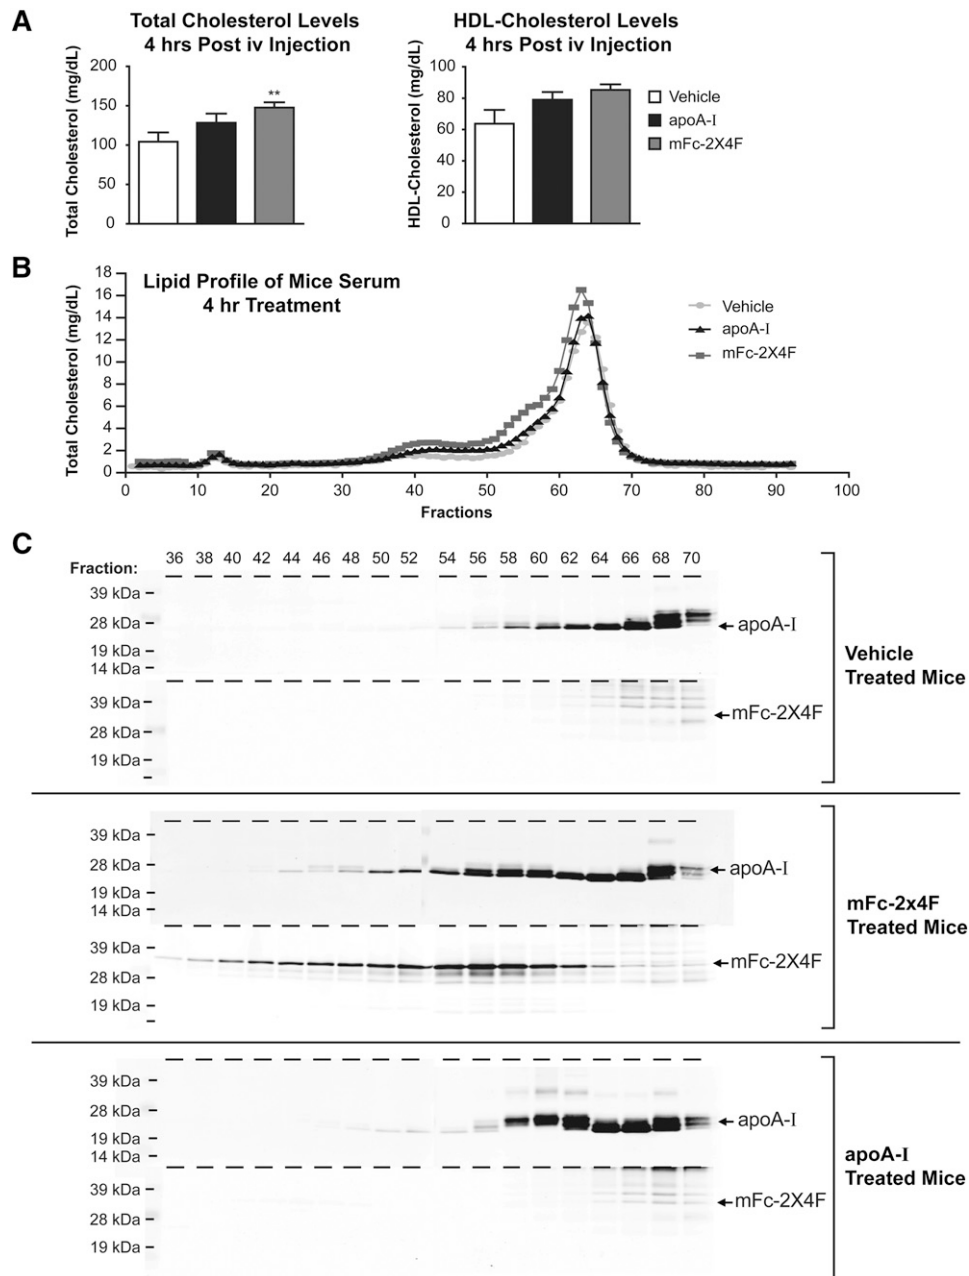 A
Total Cholesterol Levels
4 hrs Post iv Injection
Total Cholesterol (mg/dL)
200
150
100
50
0
**
HDL-Cholesterol Levels
4 hrs Post iv Injection
HDL-Cholesterol (mg/dL)
100
80
60
40
20
0
Vehicle
apoA-I
mFc-2X4F
B
Lipid Profile of Mice Serum
4 hr Treatment
Total Cholesterol (mg/dL)
18
16
14
12
10
8
6
4
2
0
0 10 20 30 40 50 60 70 80 90 100
Fractions
Vehicle
apoA-I
mFc-2X4F
C
Fraction: 36 38 40 42 44 46 48 50 52 54 56 58 60 62 64 66 68 70
39 kDa
28 kDa
19 kDa
14 kDa
apoA-I
39 kDa
28 kDa
19 kDa
mFc-2X4F
Vehicle
Treated Mice
39 kDa
28 kDa
19 kDa
14 kDa
apoA-I
39 kDa
28 kDa
19 kDa
mFc-2X4F
mFc-2x4F
Treated Mice
39 kDa
28 kDa
19 kDa
14 kDa
apoA-I
39 kDa
28 kDa
19 kDa
mFc-2X4F
apoA-I
Treated Mice